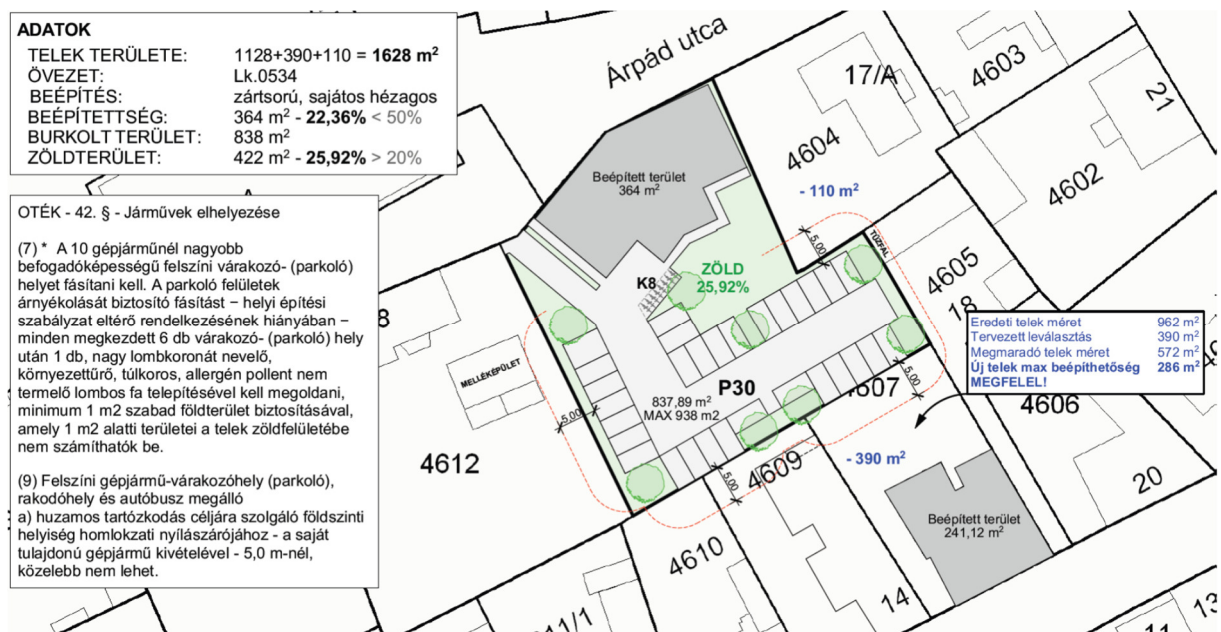 ADATOK
TELEK TERÜLETE: 1128+390+110 = 1628 m²
ÖVEZET: Lk.0534
BEÉPÍTÉS: zártsorú, sajátos hézagos
BEÉPÍTETTSÉG: 364 m² - 22,36% < 50%
BURKOLT TERÜLET: 838 m²
ZÖLDTERÜLET: 422 m² - 25,92% > 20%
OTÉK - 42. § - Járművek elhelyezése
(7) * A 10 gépjárműnél nagyobb
befogadóképességű felszíni várakozó- (parkoló)
helyet fásítani kell. A parkoló felületek
árnyékolását biztosító fásítást – helyi építési
szabályzat eltérő rendelkezésének hiányában –
minden megkezdett 6 db várakozó- (parkoló) hely
után 1 db, nagy lombkoronát nevelő,
környezettűrő, túlkoros, allergén pollent nem
termelő lombos fa telepítésével kell megoldani,
minimum 1 m2 szabad földterület biztosításával,
amely 1 m2 alatti területei a telek zöldfelületébe
nem számíthatók be.
(9) Felszíni gépjármű-várakozóhely (parkoló),
rakodóhely és autóbusz megálló
a) huzamos tartózkodás céljára szolgáló földszinti
helyiség homlokzati nyílászárójához - a saját
tulajdonú gépjármű kivételével - 5,0 m-nél,
közelebb nem lehet.
Árpád utca
17/A
4603
21
4604
4602
Beépített terület
364 m²
- 110 m²
5,00
TŰZFAL
4605
18
K8
ZÖLD
25,92%
8
MELLÉKÉPÜLET
5,00
P30
837,89 m²
MAX 938 m2
4607
5,00
Eredeti telek méret 962 m²
Tervezett leválasztás 390 m²
Megmaradó telek méret 572 m²
Új telek max beépíthetőség 286 m²
MEGFELEL!
4606
4612
4609
5,00
- 390 m²
20
Beépített terület
241,12 m²
4610
14
11/1
11
13